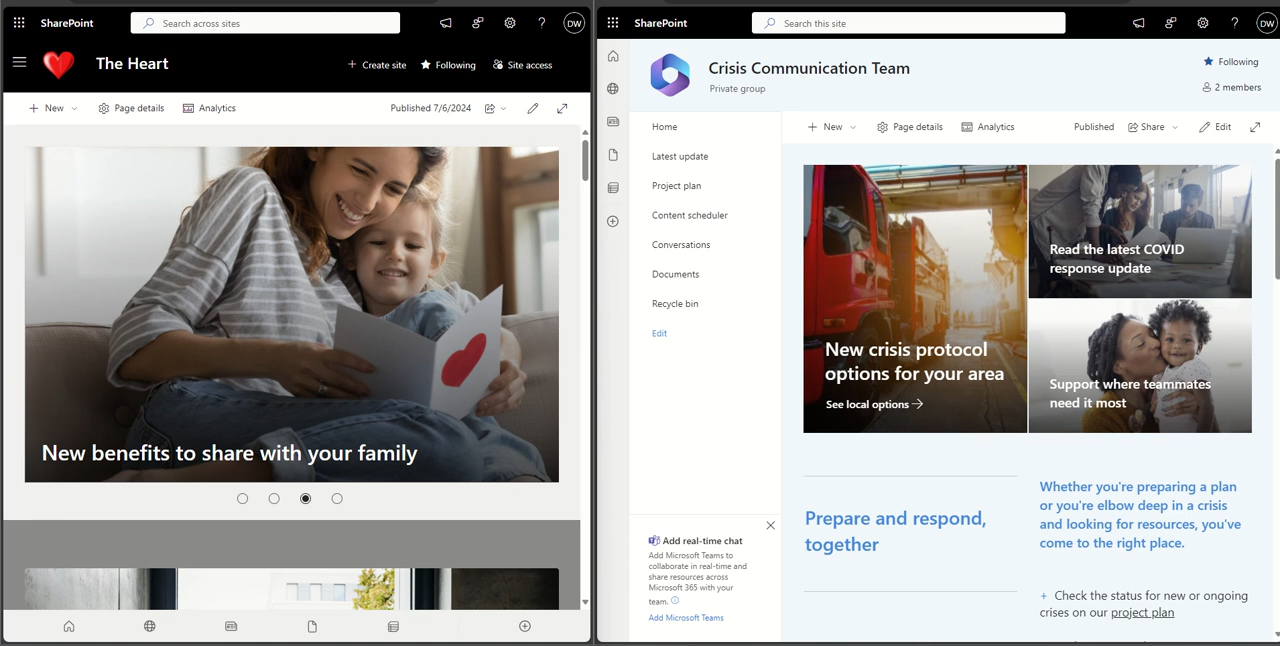 SharePoint
Search across sites
DW
The Heart
Create site
Following
Site access
New
Page details
Analytics
Published 7/6/2024
New benefits to share with your family
SharePoint
Search this site
DW
Crisis Communication Team
Private group
Following
2 members
Home
Latest update
Project plan
Content scheduler
Conversations
Documents
Recycle bin
Edit
New
Page details
Analytics
Published
Share
Edit
New crisis protocol
options for your area
See local options
Read the latest COVID
response update
Support where teammates
need it most
Add real-time chat
Add Microsoft Teams to
collaborate in real-time and
share resources across
Microsoft 365 with your
team.
Add Microsoft Teams
Prepare and respond,
together
Whether you're preparing a plan
or you're elbow deep in a crisis
and looking for resources, you've
come to the right place.
+ Check the status for new or ongoing
crises on our project plan